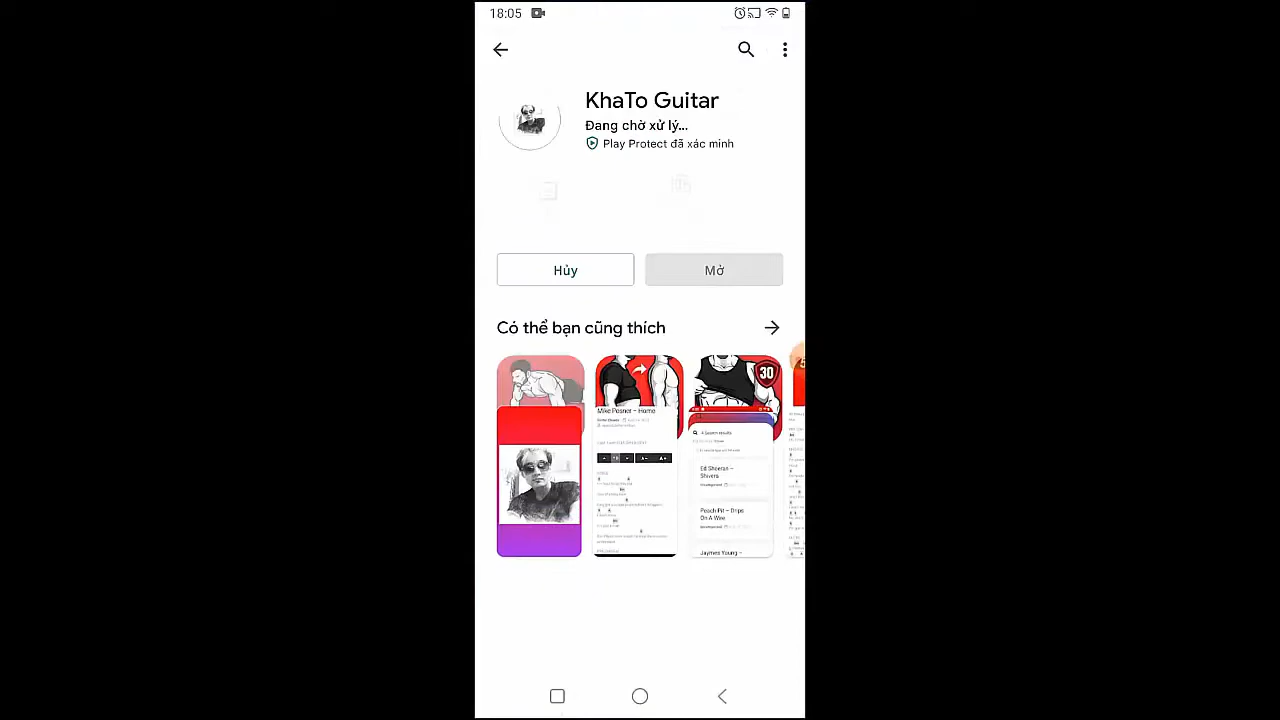 18:05
KhaTo Guitar
Đang chờ xử lý...
Play Protect đã xác minh
Hủy
Mở
Có thể bạn cũng thích
30
Mike Posner – Home
Ed Sheeran –
Shivers
Peach Pit – Drips
On A Wire
Jaymes Young –